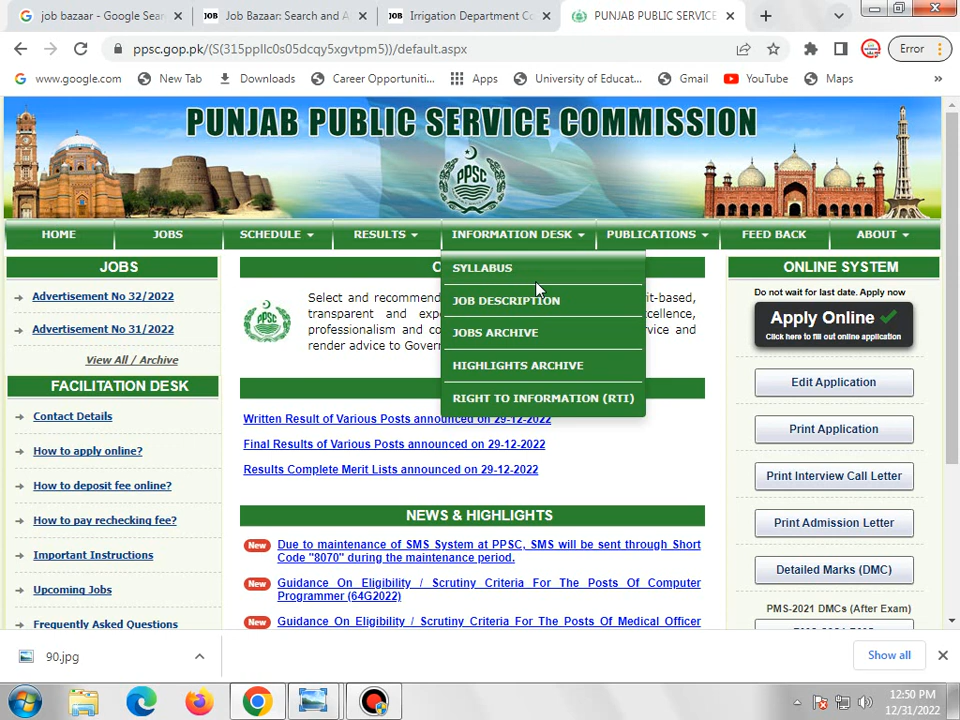 job bazaar - Google Sear
JOB Job Bazaar: Search and A
JOB Irrigation Department Co
PUNJAB PUBLIC SERVICE
ppsc.gop.pk/(S(315ppllc0s05dcqy5xgvtpm5))/default.aspx
Error
www.google.com
New Tab
Downloads
Career Opportuniti...
Apps
University of Educat...
Gmail
YouTube
Maps
»
PUNJAB PUBLIC SERVICE COMMISSION
PPSC
HOME
JOBS
SCHEDULE
RESULTS
INFORMATION DESK
PUBLICATIONS
FEED BACK
ABOUT
SYLLABUS
JOB DESCRIPTION
JOBS ARCHIVE
HIGHLIGHTS ARCHIVE
RIGHT TO INFORMATION (RTI)
JOBS
Advertisement No 32/2022
Advertisement No 31/2022
View All / Archive
FACILITATION DESK
Contact Details
How to apply online?
How to deposit fee online?
How to pay rechecking fee?
Important Instructions
Upcoming Jobs
Frequently Asked Questions
Select and recommend
transparent and
professionalism and
render advice to Gover
Written Result of Various Posts announced on 29-12-2022
Final Results of Various Posts announced on 29-12-2022
Results Complete Merit Lists announced on 29-12-2022
NEWS & HIGHLIGHTS
New Due to maintenance of SMS System at PPSC, SMS will be sent through Short
Code "8070" during the maintenance period.
New Guidance On Eligibility / Scrutiny Criteria For The Posts Of Computer
Programmer (64G2022)
New Guidance On Eligibility / Scrutiny Criteria For The Posts Of Medical Officer
ONLINE SYSTEM
Do not wait for last date. Apply now
Apply Online
Click here to fill out online application
Edit Application
Print Application
Print Interview Call Letter
Print Admission Letter
Detailed Marks (DMC)
PMS-2021 DMCs (After Exam)
90.jpg
Show all
12:50 PM
12/31/2022